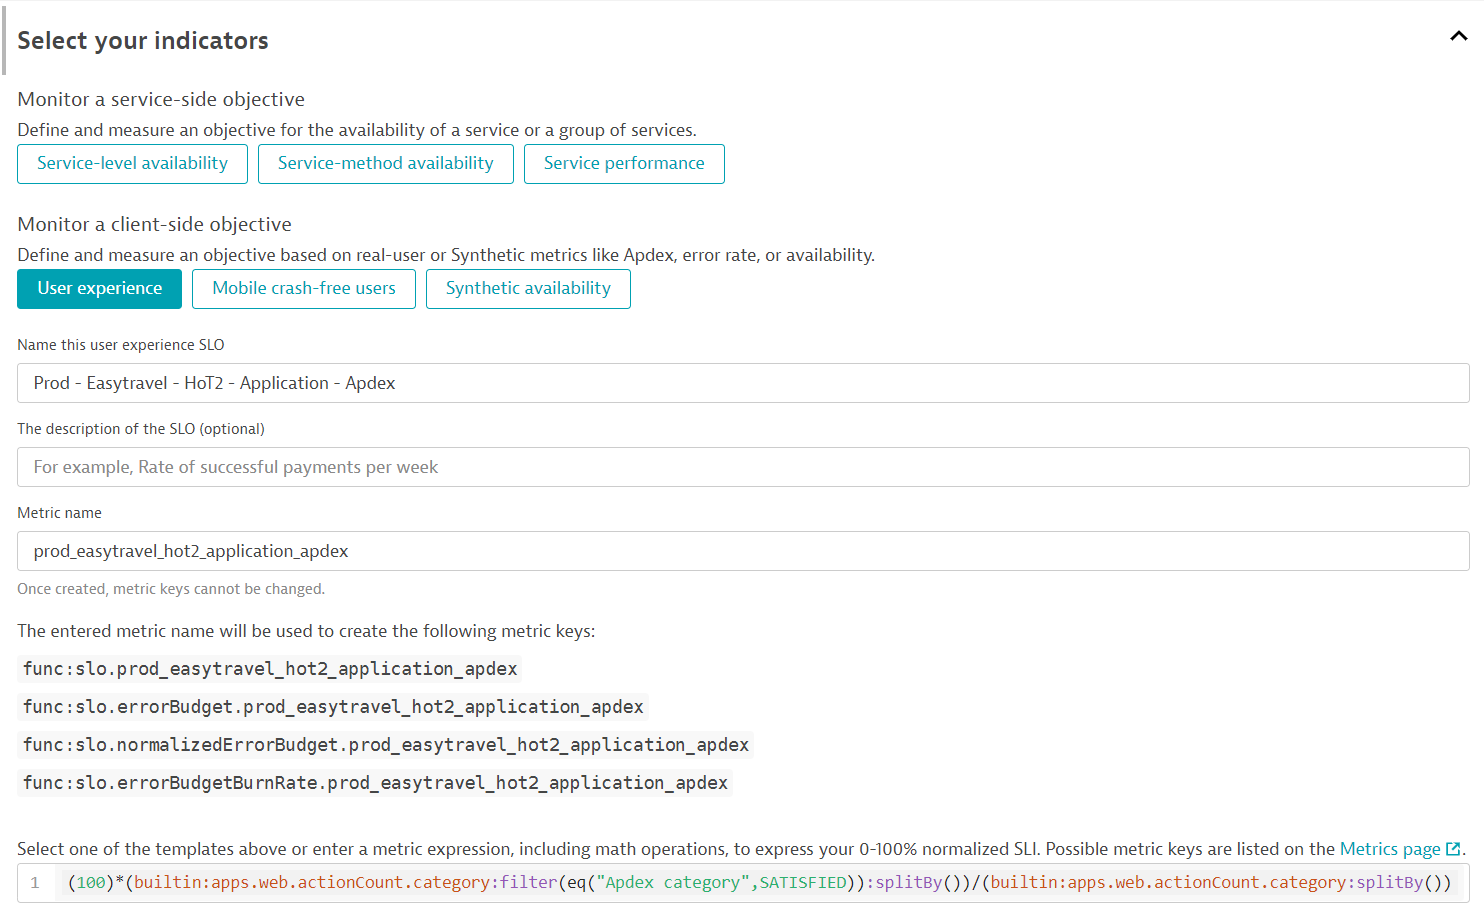 Select your indicators
Monitor a service-side objective
Define and measure an objective for the availability of a service or a group of services.
Service-level availability Service-method availability Service performance
Monitor a client-side objective
Define and measure an objective based on real-user or Synthetic metrics like Apdex, error rate, or availability.
User experience Mobile crash-free users Synthetic availability
Name this user experience SLO
Prod - Easytravel - HoT2 - Application - Apdex
The description of the SLO (optional)
For example, Rate of successful payments per week
Metric name
prod_easytravel_hot2_application_apdex
Once created, metric keys cannot be changed.
The entered metric name will be used to create the following metric keys:
func:slo.prod_easytravel_hot2_application_apdex
func:slo.errorBudget.prod_easytravel_hot2_application_apdex
func:slo.normalizedErrorBudget.prod_easytravel_hot2_application_apdex
func:slo.errorBudgetBurnRate.prod_easytravel_hot2_application_apdex
Select one of the templates above or enter a metric expression, including math operations, to express your 0-100% normalized SLI. Possible metric keys are listed on the Metrics page.
1 (100)*(builtin:apps.web.actionCount.category:filter(eq("Apdex category",SATISFIED)):splitBy())/(builtin:apps.web.actionCount.category:splitBy())